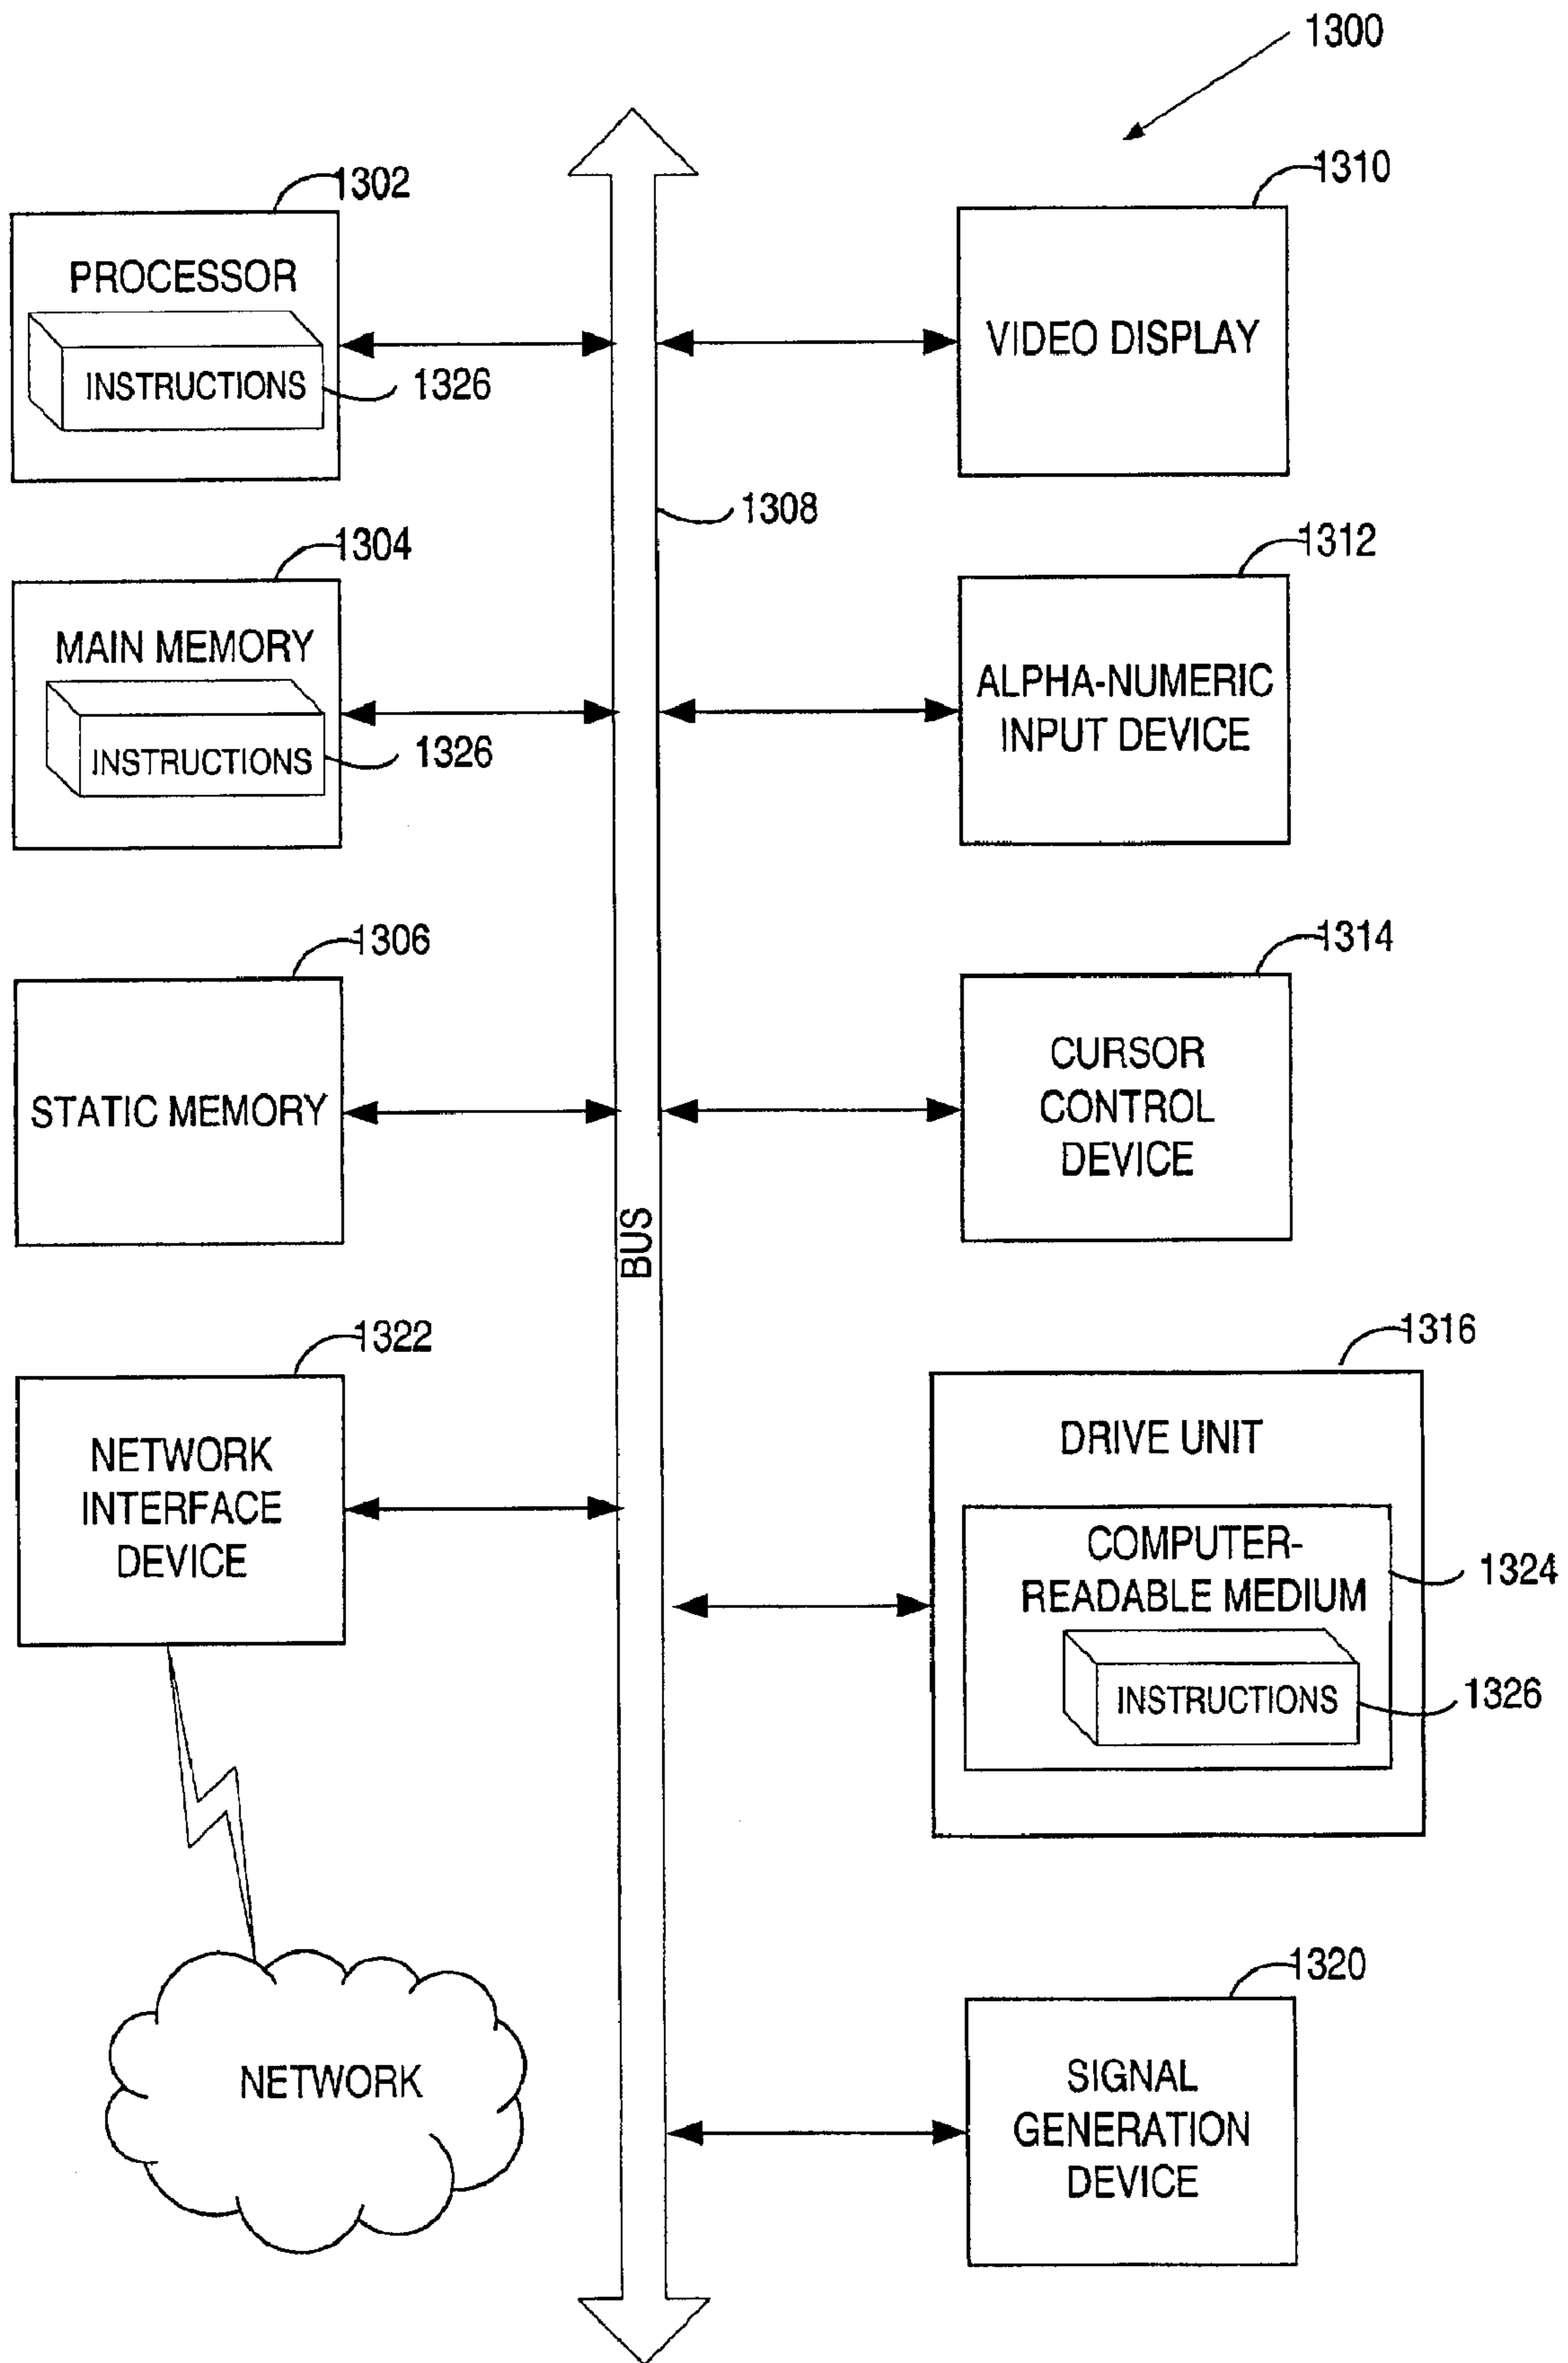 1300
1302
PROCESSOR
INSTRUCTIONS
1326
1310
VIDEO DISPLAY
1308
1304
MAIN MEMORY
INSTRUCTIONS
1326
1312
ALPHA-NUMERIC
INPUT DEVICE
1306
STATIC MEMORY
1314
CURSOR
CONTROL
DEVICE
BUS
1322
NETWORK
INTERFACE
DEVICE
1316
DRIVE UNIT
COMPUTER-
READABLE MEDIUM
1324
INSTRUCTIONS
1326
NETWORK
1320
SIGNAL
GENERATION
DEVICE